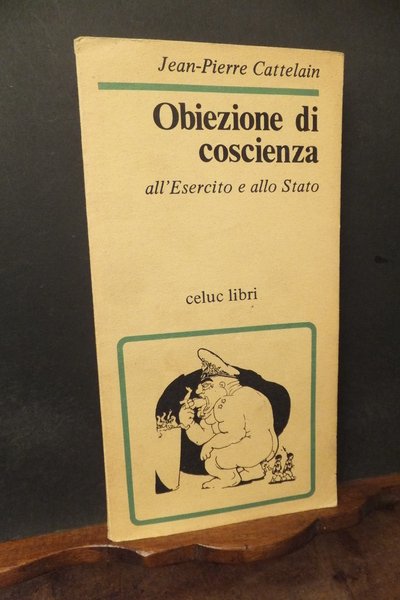 Jean-Pierre Cattelain
Obiezione di
coscienza
all'Esercito e allo Stato
celuc libri